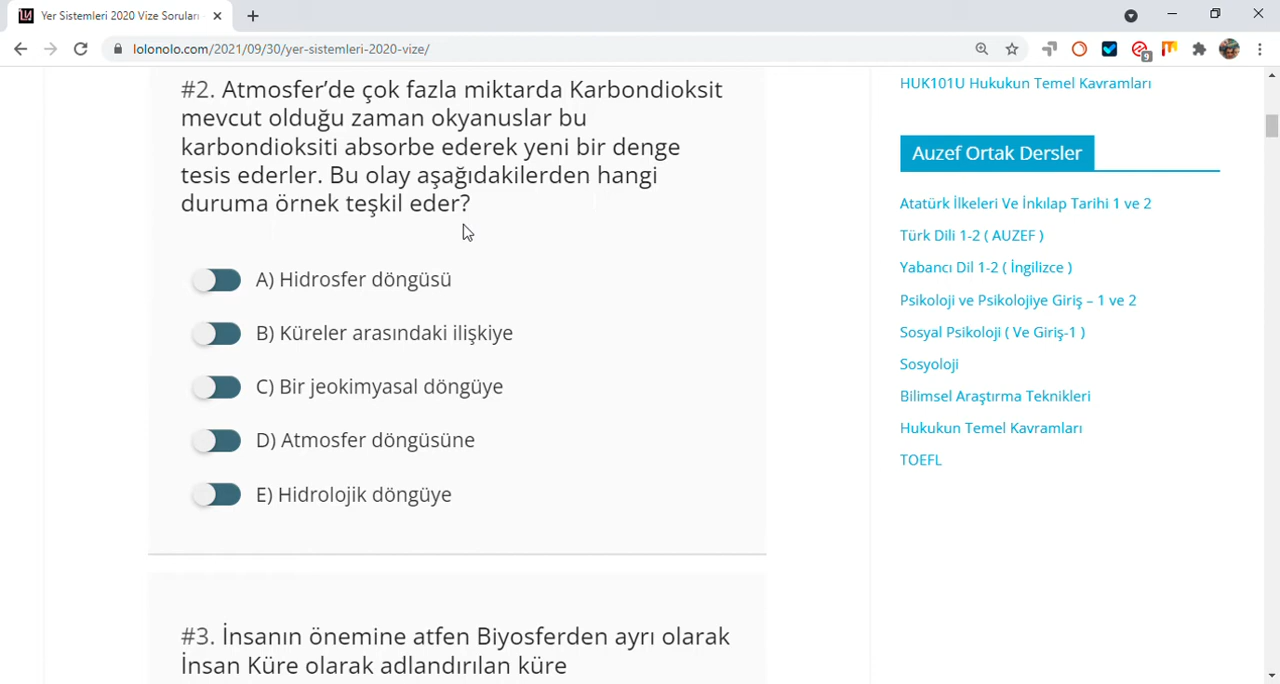 Yer Sistemleri 2020 Vize Soruları
lolonolo.com/2021/09/30/yer-sistemleri-2020-vize/
9
#2. Atmosfer’de çok fazla miktarda Karbondioksit
mevcut olduğu zaman okyanuslar bu
karbondioksiti absorbe ederek yeni bir denge
tesis ederler. Bu olay aşağıdakilerden hangi
duruma örnek teşkil eder?
A) Hidrosfer döngüsü
B) Küreler arasındaki ilişkiye
C) Bir jeokimyasal döngüye
D) Atmosfer döngüsüne
E) Hidrolojik döngüye
#3. İnsanın önemine atfen Biyosferden ayrı olarak
İnsan Küre olarak adlandırılan küre
HUK101U Hukukun Temel Kavramları
Auzef Ortak Dersler
Atatürk İlkeleri Ve İnkılap Tarihi 1 ve 2
Türk Dili 1-2 ( AUZEF )
Yabancı Dil 1-2 ( İngilizce )
Psikoloji ve Psikolojiye Giriş – 1 ve 2
Sosyal Psikoloji ( Ve Giriş-1 )
Sosyoloji
Bilimsel Araştırma Teknikleri
Hukukun Temel Kavramları
TOEFL